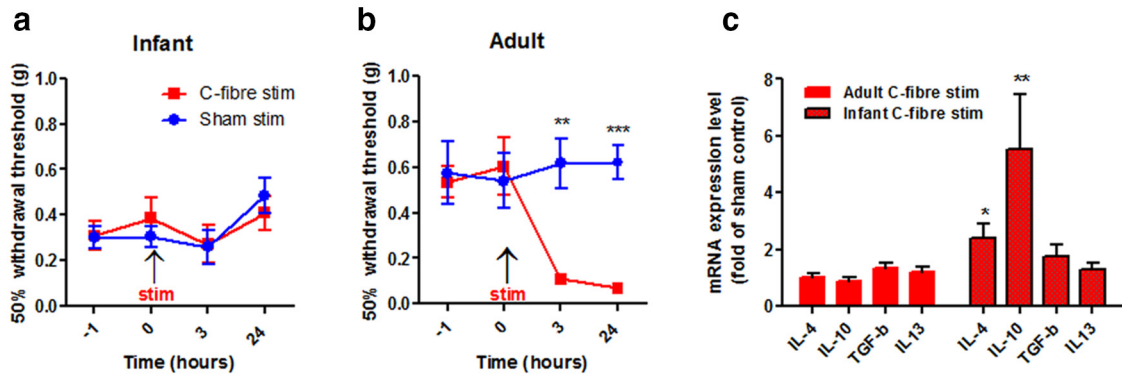 a
Infant
50% withdrawal threshold (g)
1.0
0.8
0.6
0.4
0.2
0.0
C-fibre stim
Sham stim
stim
-1
0
3
24
Time (hours)
b
Adult
50% withdrawal threshold (g)
1.0
0.8
0.6
0.4
0.2
0.0
**
***
stim
-1
0
3
24
Time (hours)
c
mRNA expression level
(fold of sham control)
8
6
4
2
0
Adult C-fibre stim
Infant C-fibre stim
*
**
IL-4
IL-10
TGF-b
IL13
IL-4
IL-10
TGF-b
IL13